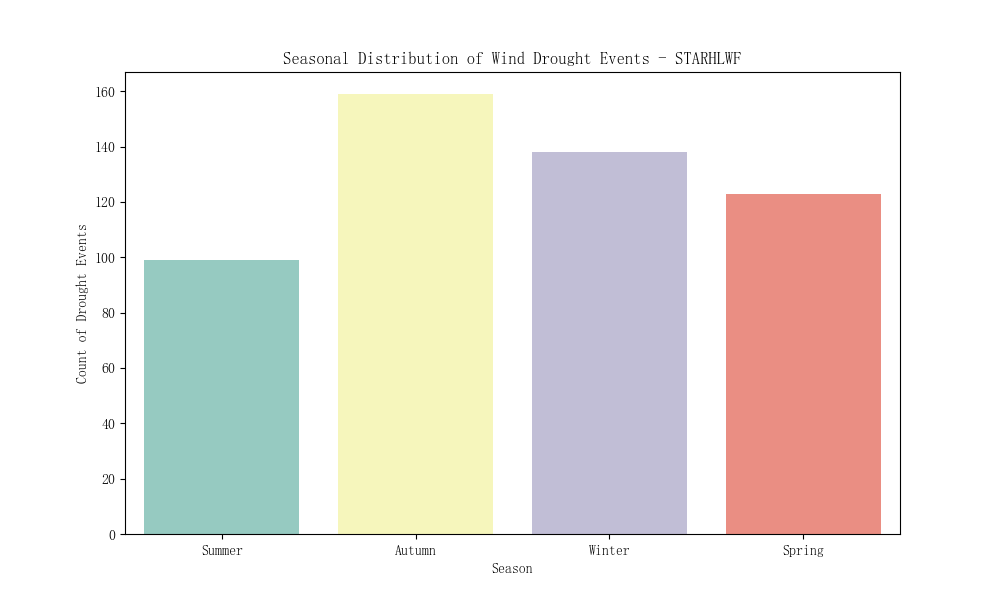 Seasonal Distribution of Wind Drought Events - STARHLWF
Count of Drought Events
160
140
120
100
80
60
40
20
0
Summer
Autumn
Winter
Spring
Season